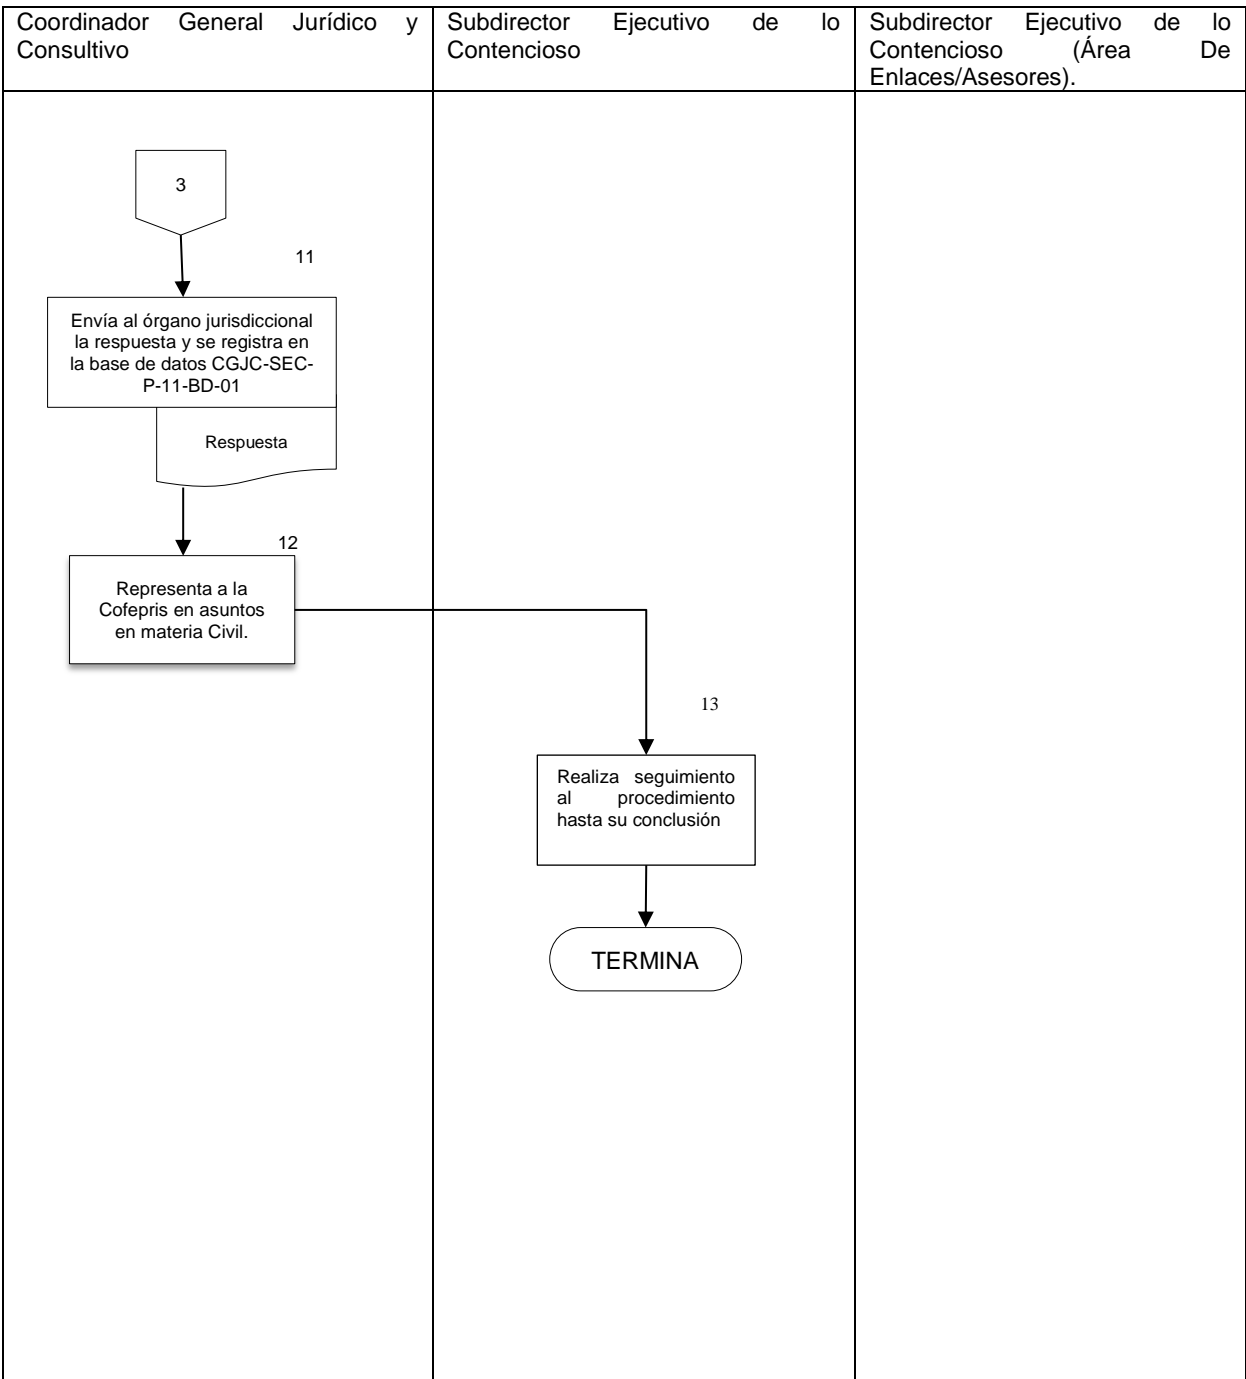 Coordinador General Jurídico y
Consultivo
Subdirector Ejecutivo de lo
Contencioso
Subdirector Ejecutivo de lo
Contencioso (Área De
Enlaces/Asesores).
3
11
Envía al órgano jurisdiccional
la respuesta y se registra en
la base de datos CGJC-SEC-
P-11-BD-01
Respuesta
12
Representa a la
Cofepris en asuntos
en materia Civil.
13
Realiza seguimiento
al procedimiento
hasta su conclusión
TERMINA